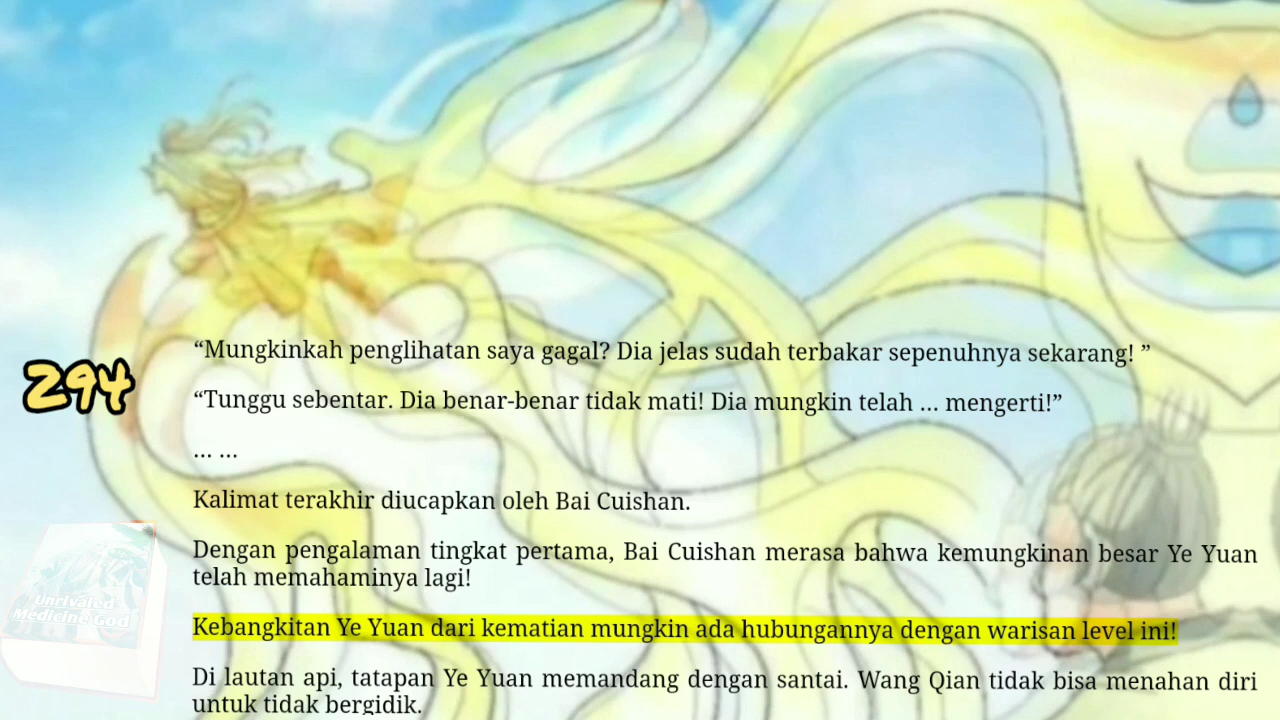 “Mungkinkah penglihatan saya gagal? Dia jelas sudah terbakar sepenuhnya sekarang! ”
294
“Tunggu sebentar. Dia benar-benar tidak mati! Dia mungkin telah ... mengerti!”
... ...
Kalimat terakhir diucapkan oleh Bai Cuishan.
Dengan pengalaman tingkat pertama, Bai Cuishan merasa bahwa kemungkinan besar Ye Yuan
telah memahaminya lagi!
Unrivaled
Medicine God
Kebangkitan Ye Yuan dari kematian mungkin ada hubungannya dengan warisan level ini!
Di lautan api, tatapan Ye Yuan memandang dengan santai. Wang Qian tidak bisa menahan diri
untuk tidak bergidik.